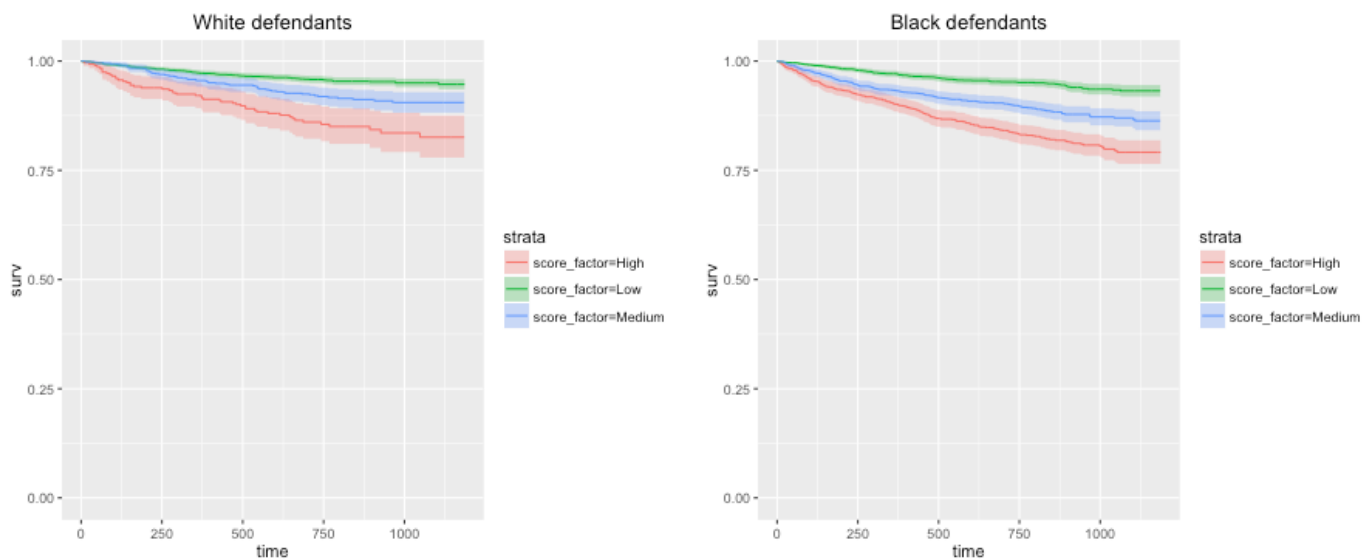 White defendants
1.00
0.75
0.50
0.25
0.00
surv
0 250 500 750 1000
time
strata
score_factor=High
score_factor=Low
score_factor=Medium
Black defendants
1.00
0.75
0.50
0.25
0.00
surv
0 250 500 750 1000
time
strata
score_factor=High
score_factor=Low
score_factor=Medium